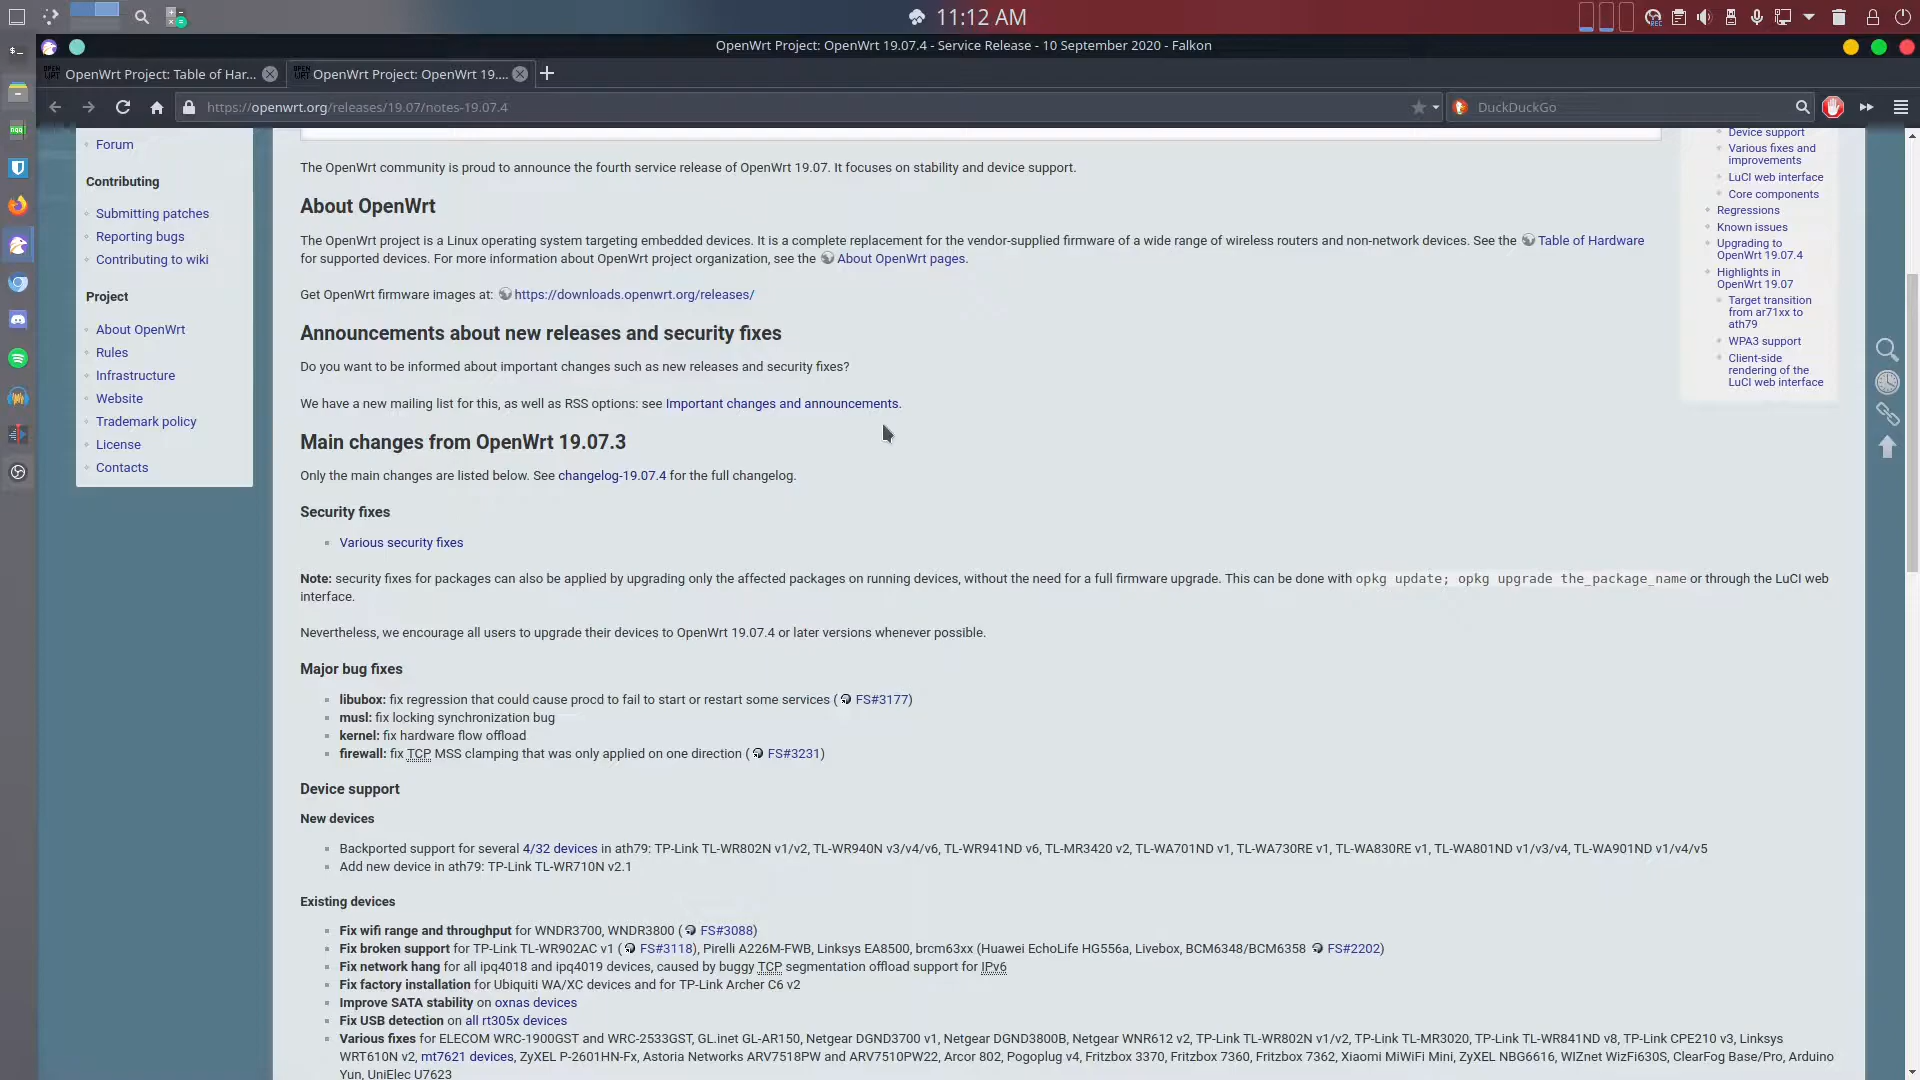 11:12 AM
OpenWrt Project: OpenWrt 19.07.4 - Service Release - 10 September 2020 - Falkon
OpenWrt Project: Table of Har...
OpenWrt Project: OpenWrt 19....
https://openwrt.org/releases/19.07/notes-19.07.4
DuckDuckGo
Forum
Contributing
Submitting patches
Reporting bugs
Contributing to wiki
Project
About OpenWrt
Rules
Infrastructure
Website
Trademark policy
License
Contacts
The OpenWrt community is proud to announce the fourth service release of OpenWrt 19.07. It focuses on stability and device support.
About OpenWrt
The OpenWrt project is a Linux operating system targeting embedded devices. It is a complete replacement for the vendor-supplied firmware of a wide range of wireless routers and non-network devices. See the Table of Hardware
for supported devices. For more information about OpenWrt project organization, see the About OpenWrt pages.
Get OpenWrt firmware images at: https://downloads.openwrt.org/releases/
Announcements about new releases and security fixes
Do you want to be informed about important changes such as new releases and security fixes?
We have a new mailing list for this, as well as RSS options: see Important changes and announcements.
Main changes from OpenWrt 19.07.3
Only the main changes are listed below. See changelog-19.07.4 for the full changelog.
Security fixes
Various security fixes
Note: security fixes for packages can also be applied by upgrading only the affected packages on running devices, without the need for a full firmware upgrade. This can be done with opkg update; opkg upgrade the_package_name or through the LuCI web
interface.
Nevertheless, we encourage all users to upgrade their devices to OpenWrt 19.07.4 or later versions whenever possible.
Major bug fixes
libubox: fix regression that could cause procd to fail to start or restart some services ( FS#3177)
musl: fix locking synchronization bug
kernel: fix hardware flow offload
firewall: fix TCP MSS clamping that was only applied on one direction ( FS#3231)
Device support
New devices
Backported support for several 4/32 devices in ath79: TP-Link TL-WR802N v1/v2, TL-WR940N v3/v4/v6, TL-WR941ND v6, TL-MR3420 v2, TL-WA701ND v1, TL-WA730RE v1, TL-WA830RE v1, TL-WA801ND v1/v3/v4, TL-WA901ND v1/v4/v5
Add new device in ath79: TP-Link TL-WR710N v2.1
Existing devices
Fix wifi range and throughput for WNDR3700, WNDR3800 ( FS#3088)
Fix broken support for TP-Link TL-WR902AC v1 ( FS#3118), Pirelli A226M-FWB, Linksys EA8500, brcm63xx (Huawei EchoLife HG556a, Livebox, BCM6348/BCM6358 FS#2202)
Fix network hang for all ipq4018 and ipq4019 devices, caused by buggy TCP segmentation offload support for IPv6
Fix factory installation for Ubiquiti WA/XC devices and for TP-Link Archer C6 v2
Improve SATA stability on oxnas devices
Fix USB detection on all rt305x devices
Various fixes for ELECOM WRC-1900GST and WRC-2533GST, GL.inet GL-AR150, Netgear DGND3700 v1, Netgear DGND3800B, Netgear WNR612 v2, TP-Link TL-WR802N v1/v2, TP-Link TL-MR3020, TP-Link TL-WR841ND v8, TP-Link CPE210 v3, Linksys
WRT610N v2, mt7621 devices, ZyXEL P-2601HN-Fx, Astoria Networks ARV7518PW and ARV7510PW22, Arcor 802, Pogoplug v4, Fritzbox 3370, Fritzbox 7360, Fritzbox 7362, Xiaomi MiWiFi Mini, ZyXEL NBG6616, WIZnet WizFi630S, ClearFog Base/Pro, Arduino
Yun, UniElec U7623
Device support
Various fixes and
improvements
LuCI web interface
Core components
Regressions
Known issues
Upgrading to
OpenWrt 19.07.4
Highlights in
OpenWrt 19.07
Target transition
from ar71xx to
ath79
WPA3 support
Client-side
rendering of the
LuCI web interface